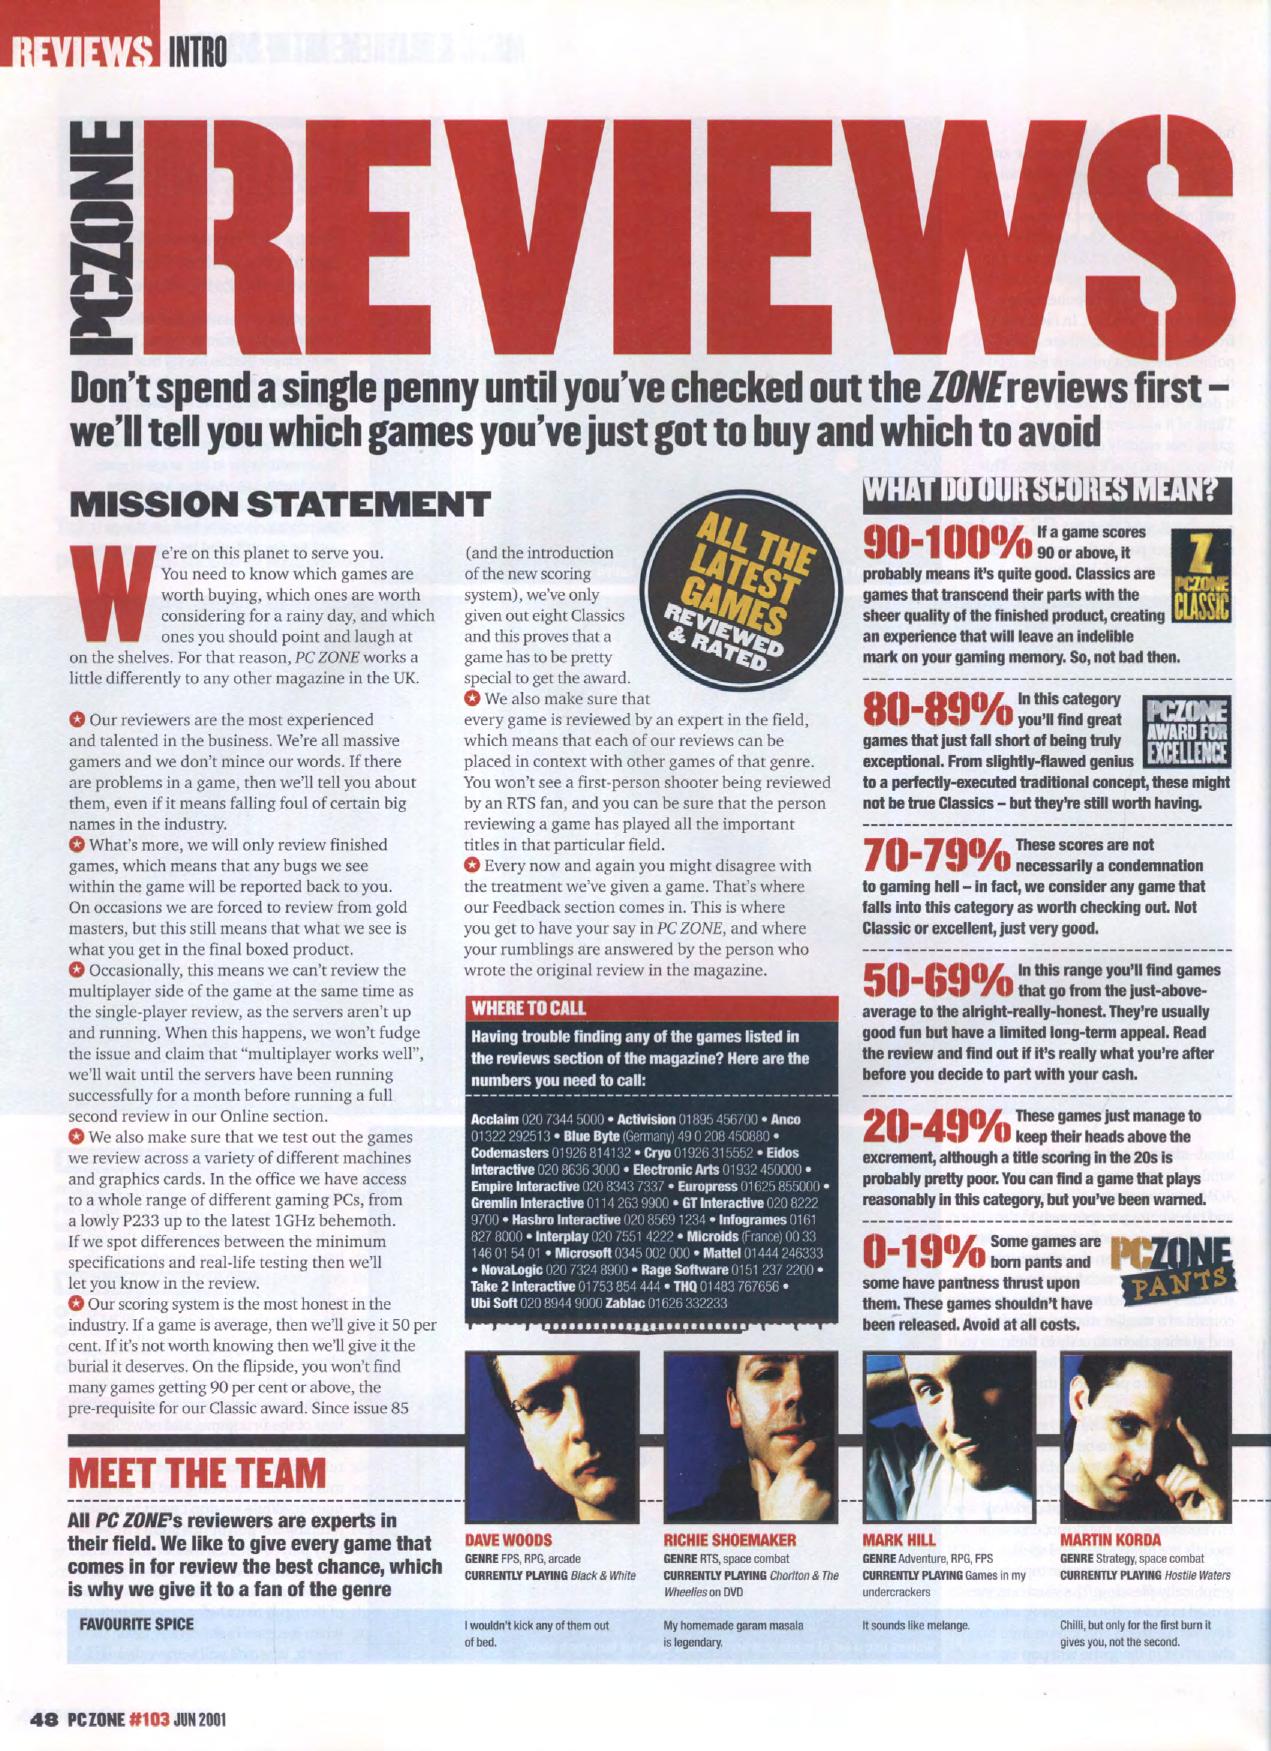 REVIEWS INTRO
PCZONE
REVIEWS
Don't spend a single penny until you've checked out the ZONE reviews first –
we'll tell you which games you've just got to buy and which to avoid
MISSION STATEMENT
We're on this planet to serve you.
You need to know which games are
worth buying, which ones are worth
considering for a rainy day, and which
ones you should point and laugh at
on the shelves. For that reason, PC ZONE works a
little differently to any other magazine in the UK.
Our reviewers are the most experienced
and talented in the business. We're all massive
gamers and we don't mince our words. If there
are problems in a game, then we'll tell you about
them, even if it means falling foul of certain big
names in the industry.
What's more, we will only review finished
games, which means that any bugs we see
within the game will be reported back to you.
On occasions we are forced to review from gold
masters, but this still means that what we see is
what you get in the final boxed product.
Occasionally, this means we can't review the
multiplayer side of the game at the same time as
the single-player review, as the servers aren't up
and running. When this happens, we won't fudge
the issue and claim that "multiplayer works well",
we'll wait until the servers have been running
successfully for a month before running a full
second review in our Online section.
We also make sure that we test out the games
we review across a variety of different machines
and graphics cards. In the office we have access
to a whole range of different gaming PCs, from
a lowly P233 up to the latest 1GHz behemoth.
If we spot differences between the minimum
specifications and real-life testing then we'll
let you know in the review.
Our scoring system is the most honest in the
industry. If a game is average, then we'll give it 50 per
cent. If it's not worth knowing then we'll give it the
burial it deserves. On the flipside, you won't find
many games getting 90 per cent or above, the
pre-requisite for our Classic award. Since issue 85
(and the introduction
of the new scoring
system), we've only
given out eight Classics
and this proves that a
game has to be pretty
special to get the award.
We also make sure that
every game is reviewed by an expert in the field,
which means that each of our reviews can be
placed in context with other games of that genre.
You won't see a first-person shooter being reviewed
by an RTS fan, and you can be sure that the person
reviewing a game has played all the important
titles in that particular field.
Every now and again you might disagree with
the treatment we've given a game. That's where
our Feedback section comes in. This is where
you get to have your say in PC ZONE, and where
your rumblings are answered by the person who
wrote the original review in the magazine.
ALL THE
LATEST
GAMES
REVIEWED
& RATED
WHERE TO CALL
Having trouble finding any of the games listed in
the reviews section of the magazine? Here are the
numbers you need to call:
Acclaim 020 7344 5000 • Activision 01895 456700 • Anco
01322 292513 • Blue Byte (Germany) 49 0 208 450880 •
Codemasters 01926 814132 • Cryo 01926 315552 • Eidos
Interactive 020 8636 3000 • Electronic Arts 01932 450000 •
Empire Interactive 020 8343 7337 • Europress 01625 855000 •
Gremlin Interactive 0114 263 9900 • GT Interactive 020 8222
9700 • Hasbro Interactive 020 8569 1234 • Infogrames 0161
827 8000 • Interplay 020 7551 4222 • Microids (France) 00 33
146 01 54 01 • Microsoft 0345 002 000 • Mattel 01444 246333
• NovaLogic 020 7324 8900 • Rage Software 0151 237 2200 •
Take 2 Interactive 01753 854 444 • THQ 01483 767656 •
Ubi Soft 020 8944 9000 Zablac 01626 332233
WHAT DO OUR SCORES MEAN?
90-100% If a game scores
90 or above, it
probably means it's quite good. Classics are
games that transcend their parts with the
sheer quality of the finished product, creating
an experience that will leave an indelible
mark on your gaming memory. So, not bad then.
Z
PCZONE
CLASSIC
80-89% In this category
you'll find great
games that just fall short of being truly
exceptional. From slightly-flawed genius
to a perfectly-executed traditional concept, these might
not be true Classics – but they're still worth having.
PCZONE
AWARD FOR
EXCELLENCE
70-79% These scores are not
necessarily a condemnation
to gaming hell – in fact, we consider any game that
falls into this category as worth checking out. Not
Classic or excellent, just very good.
50-69% In this range you'll find games
that go from the just-above-
average to the alright-really-honest. They're usually
good fun but have a limited long-term appeal. Read
the review and find out if it's really what you're after
before you decide to part with your cash.
20-49% These games just manage to
keep their heads above the
excrement, although a title scoring in the 20s is
probably pretty poor. You can find a game that plays
reasonably in this category, but you've been warned.
0-19% Some games are
born pants and
some have pantness thrust upon
them. These games shouldn't have
been released. Avoid at all costs.
PCZONE
PANTS
MEET THE TEAM
All PC ZONE's reviewers are experts in
their field. We like to give every game that
comes in for review the best chance, which
is why we give it to a fan of the genre
FAVOURITE SPICE
DAVE WOODS
GENRE FPS, RPG, arcade
CURRENTLY PLAYING Black & White
I wouldn't kick any of them out
of bed.
RICHIE SHOEMAKER
GENRE RTS, space combat
CURRENTLY PLAYING Chorlton & The
Wheelies on DVD
My homemade garam masala
is legendary.
MARK HILL
GENRE Adventure, RPG, FPS
CURRENTLY PLAYING Games in my
undercrackers
It sounds like melange.
MARTIN KORDA
GENRE Strategy, space combat
CURRENTLY PLAYING Hostile Waters
Chilli, but only for the first burn it
gives you, not the second.
48 PCZONE #103 JUN 2001